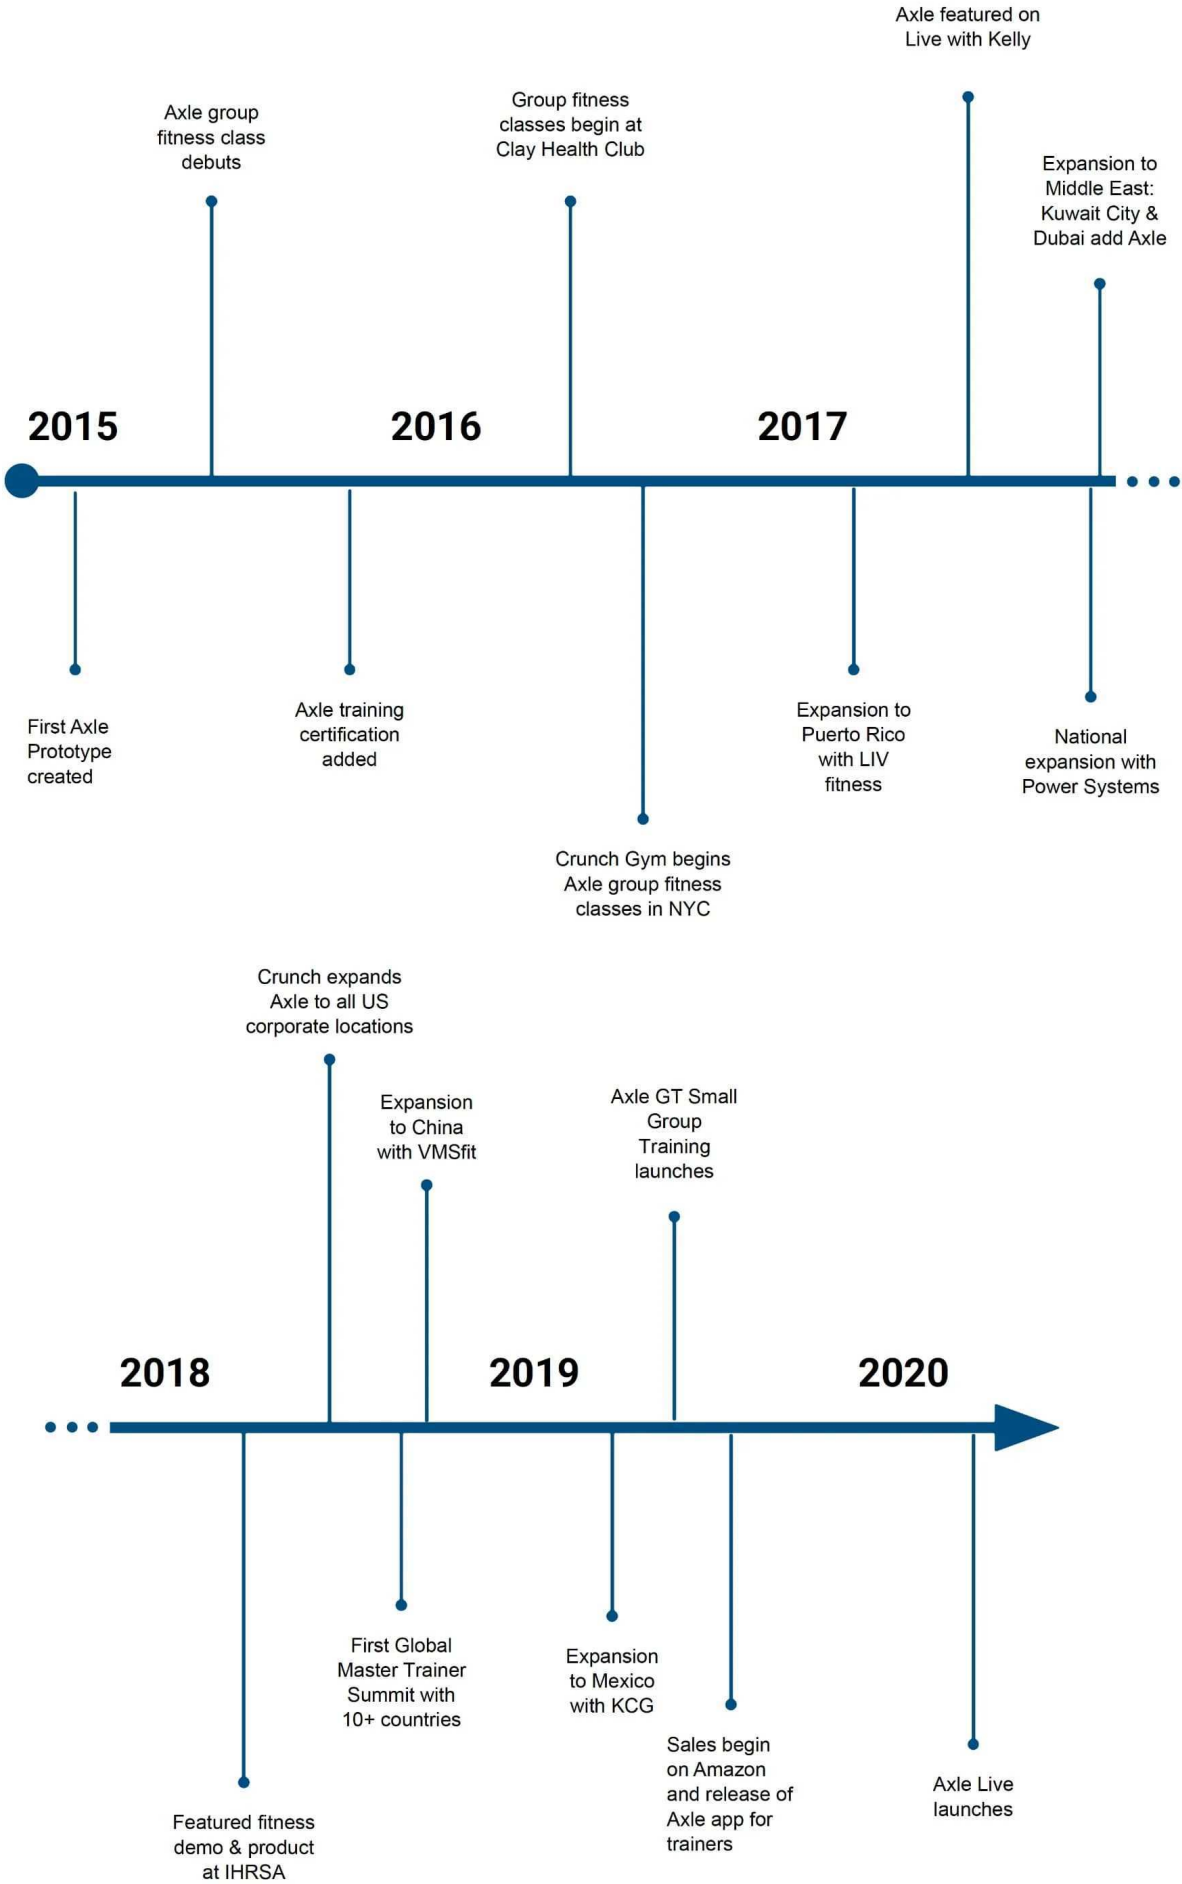 Axle featured on
Live with Kelly
Axle group
fitness class
debuts
Group fitness
classes begin at
Clay Health Club
Expansion to
Middle East:
Kuwait City &
Dubai add Axle
2015
2016
2017
First Axle
Prototype
created
Axle training
certification
added
Crunch Gym begins
Axle group fitness
classes in NYC
Expansion to
Puerto Rico
with LIV
fitness
National
expansion with
Power Systems
Crunch expands
Axle to all US
corporate locations
Expansion
to China
with VMSfit
Axle GT Small
Group
Training
launches
2018
2019
2020
Featured fitness
demo & product
at IHRSA
First Global
Master Trainer
Summit with
10+ countries
Expansion
to Mexico
with KCG
Sales begin
on Amazon
and release of
Axle app for
trainers
Axle Live
launches